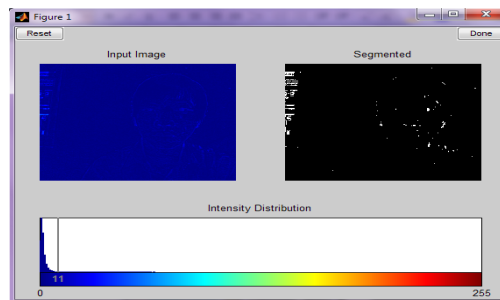 Figure 1
Reset
Done
Input Image
Segmented
Intensity Distribution
11
0
255